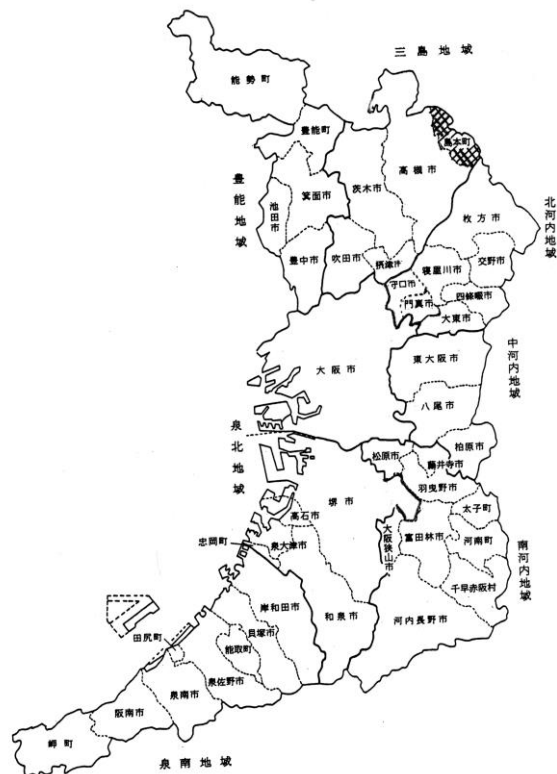 三島地域
能勢町
豊能町
島本町
高槻市
豊能地域
池田市
箕面市
茨木市
北河内地域
枚方市
豊中市
吹田市
摂津市
寝屋川市
交野市
守口市
門真市
四條畷市
大東市
大阪市
東大阪市
中河内地域
八尾市
泉北地域
松原市
柏原市
藤井寺市
羽曳野市
堺市
高石市
太子町
忠岡町
泉大津市
大阪狭山市
富田林市
河南町
南河内地域
千早赤阪村
岸和田市
和泉市
河内長野市
田尻町
貝塚市
熊取町
泉佐野市
泉南市
阪南市
岬町
泉南地域